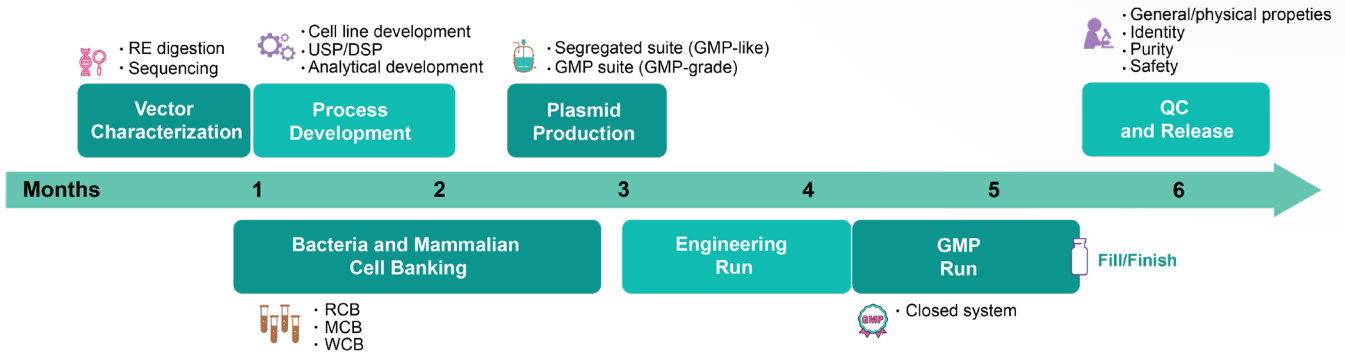 · RE digestion
· Sequencing
Vector
Characterization
· Cell line development
· USP/DSP
· Analytical development
Process
Development
· Segregated suite (GMP-like)
· GMP suite (GMP-grade)
Plasmid
Production
· General/physical propeties
· Identity
· Purity
· Safety
QC
and Release
Months 1 2 3 4 5 6
Bacteria and Mammalian
Cell Banking
· RCB
· MCB
· WCB
Engineering
Run
GMP
Run
Fill/Finish
GMP
· Closed system